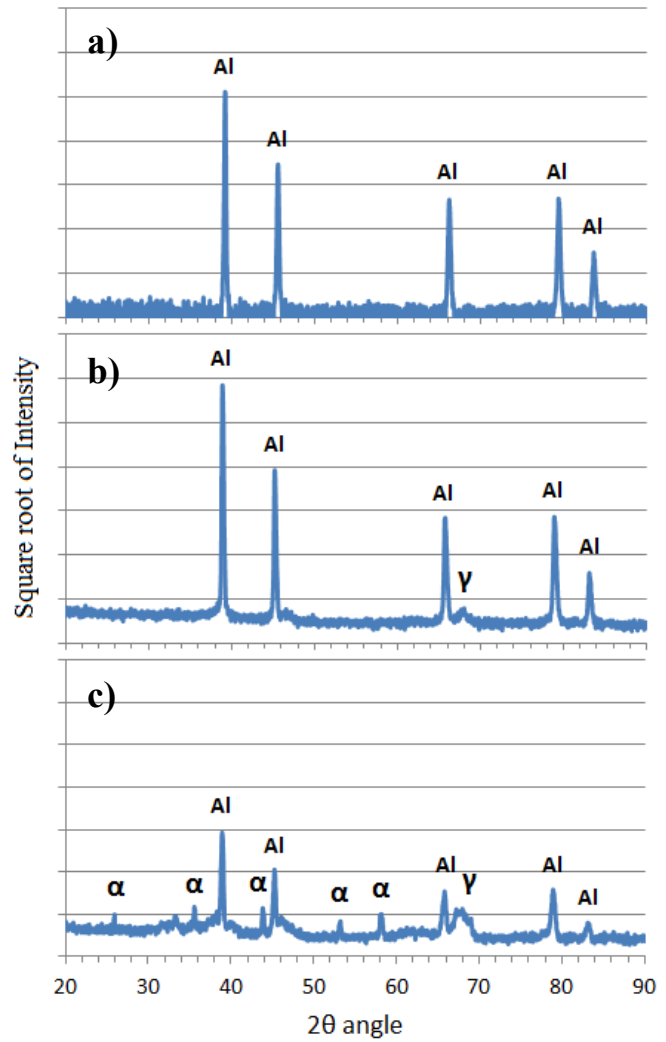 a)
Al
Al
Al
Al
Al
b)
Al
Al
Al
Al
Al
γ
c)
Al
Al
Al
γ
Al
Al
α
α
α
α
α
Square root of Intensity
20 30 40 50 60 70 80 90
2θ angle